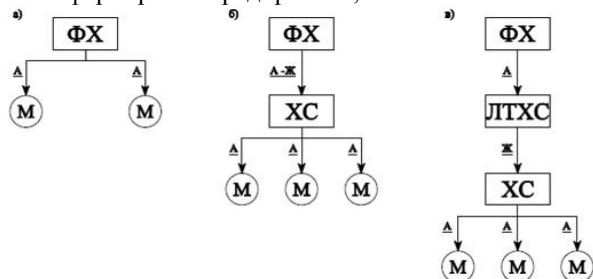 а) б) в)
ФХ ФХ ФХ
А А А -Ж А
М М ХС ЛТХС
А А А Ж
М М М ХС
А А А
М М М